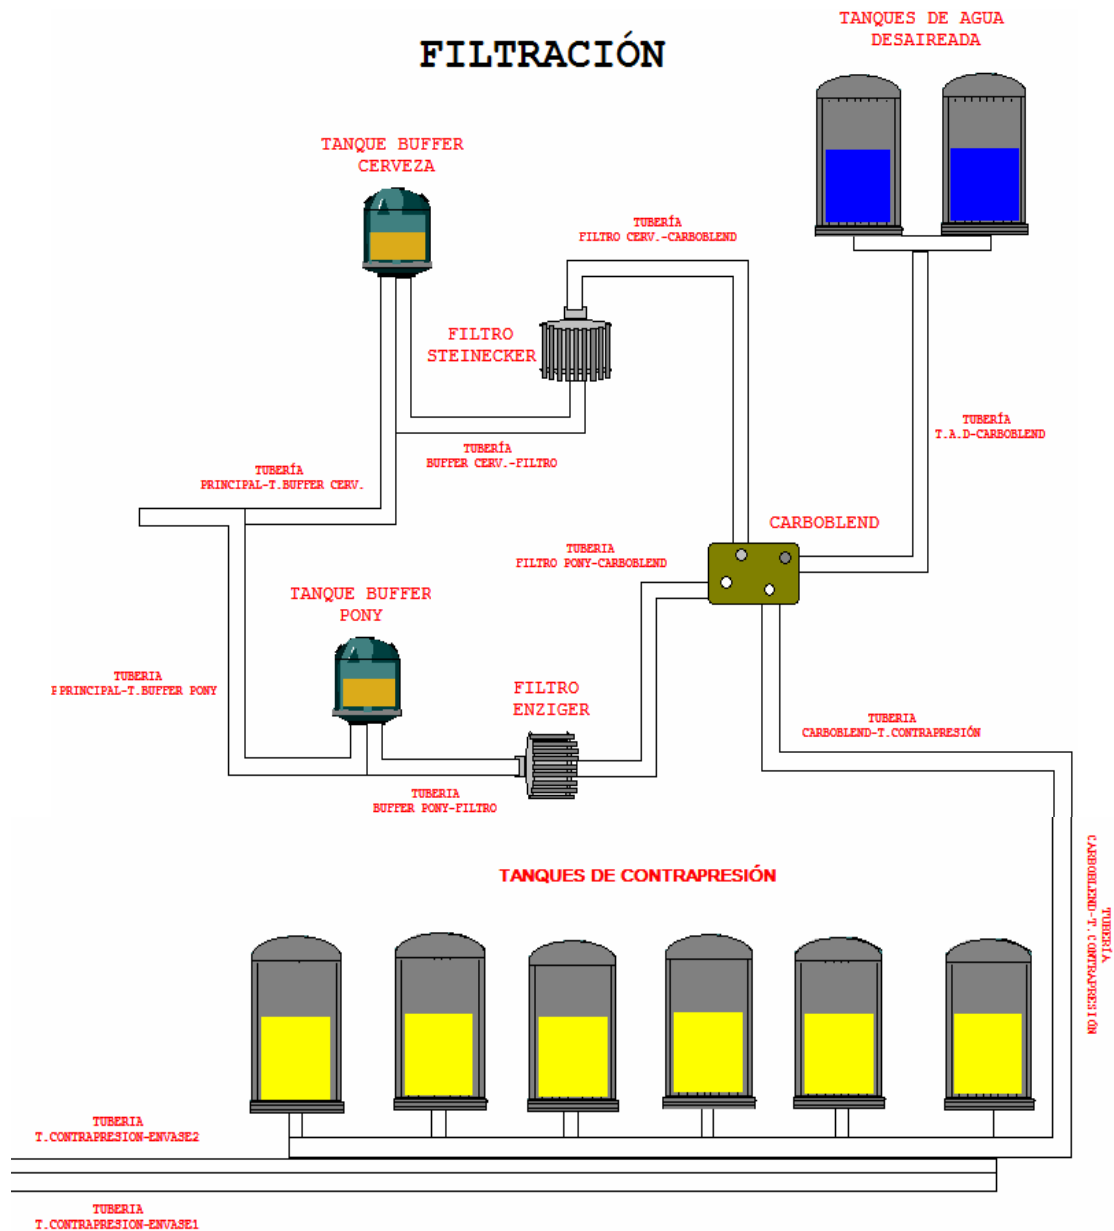 TANQUES DE AGUA
DESAIREADA
FILTRACIÓN
TANQUE BUFFER
CERVEZA
TUBERÍA
FILTRO CERV.-CARBOBLEND
FILTRO
STEINECKER
TUBERÍA
T.A.D-CARBOBLEND
TUBERÍA
BUFFER CERV.-FILTRO
TUBERÍA
PRINCIPAL-T.BUFFER CERV.
CARBOBLEND
TUBERIA
FILTRO PONY-CARBOBLEND
TANQUE BUFFER
PONY
TUBERIA
PPRINCIPAL-T.BUFFER PONY
FILTRO
ENZIGER
TUBERIA
CARBOBLEND-T.CONTRAPRESIÓN
TUBERIA
BUFFER PONY-FILTRO
TUBERÍA
CARBOBLEND-T. CONTRAPRESIÓN
TANQUES DE CONTRAPRESIÓN
TUBERIA
T.CONTRAPRESION-ENVASE2
TUBERIA
T.CONTRAPRESION-ENVASE1